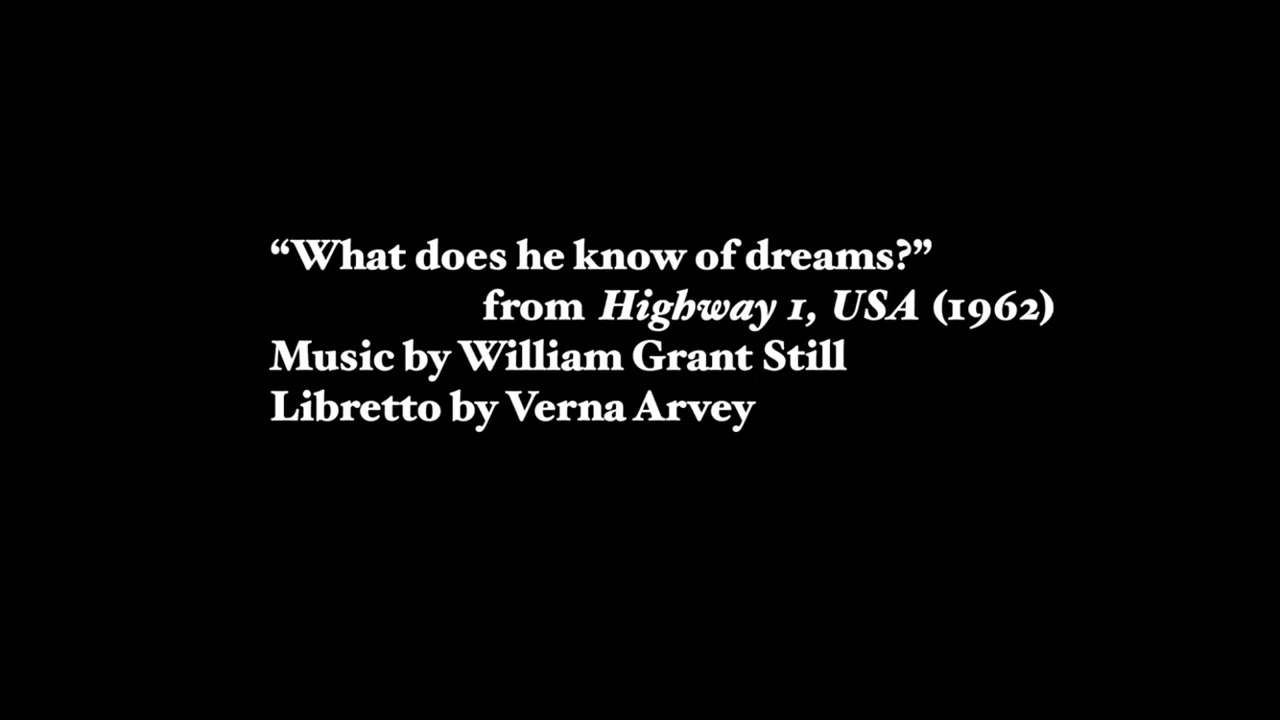 “What does he know of dreams?”
from Highway 1, USA (1962)
Music by William Grant Still
Libretto by Verna Arvey